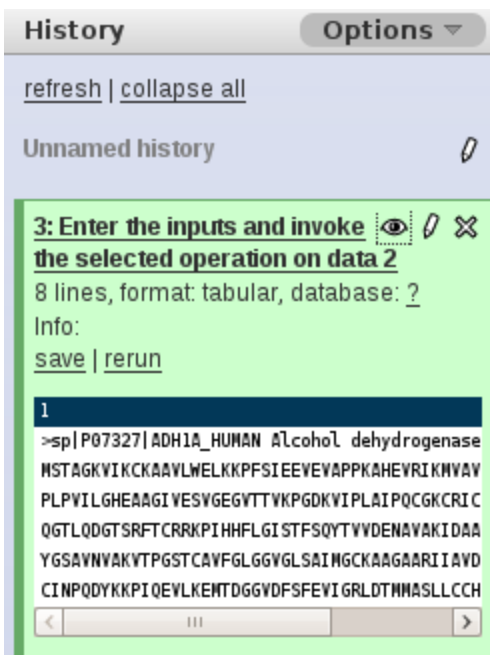 History Options
refresh | collapse all
Unnamed history
3: Enter the inputs and invoke
the selected operation on data 2
8 lines, format: tabular, database: ?
Info:
save | rerun
1
>sp|P07327|ADH1A_HUMAN Alcohol dehydrogenase
MSTAGKVIKCKAAVLWELKKPFSIEEVEVAPPKAHEVRIKMVAV
PLPVILGHEAAGIVESVGEGVTTVKPGDKVIPLAIPQCGKCRIC
QGTLQDGTSRFTCRRKPIHHFLGISTFSQYTVVDENAVAKIDAA
YGSAVNVAKVTPGSTCAVFGLGGVGLSAIMGCKAAGAARIIAVD
CINPQDYKKPIQEVLKEMTDGGVDFSFEVIGRLDTMMASLLCCH